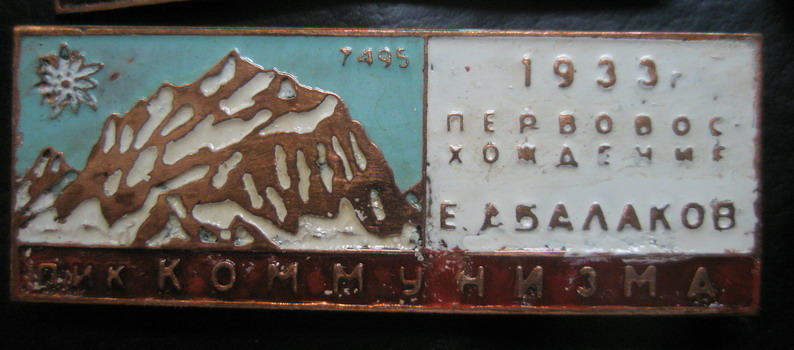 7495
1933г
ПЕРВОВОС
ХОЖДЕНИЕ
Е.АБАЛАКОВ
ПИК КОММУНИЗМА